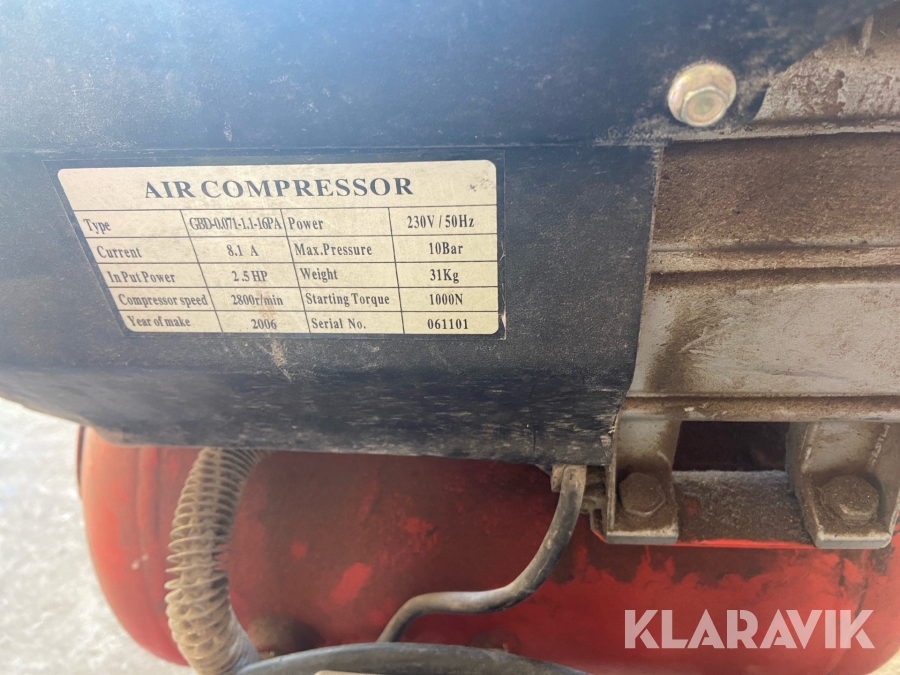 AIR COMPRESSOR
Type GBD-0.071-1.1-16PA Power 230V / 50Hz
Current 8.1 A Max.Pressure 10Bar
InPut Power 2.5 HP Weight 31Kg
Compressor speed 2800r/min Starting Torque 1000N
Year of make 2006 Serial No. 061101
KLARAVIK